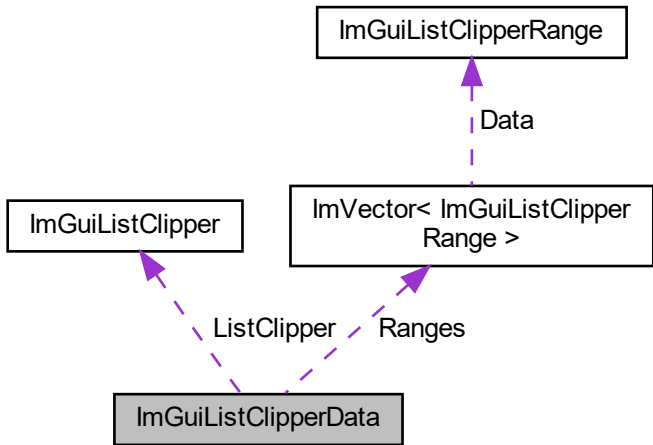 ImGuiListClipperRange
Data
ImGuiListClipper
ImVector< ImGuiListClipper
Range >
ListClipper
Ranges
ImGuiListClipperData